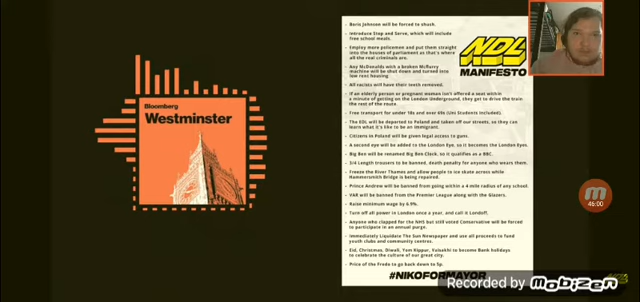 Bloomberg
Westminster
Boris Johnson will be forced to shush.
Introduce Stop and Serve, which will include
free school meals.
Employ more policemen and put them straight
into the houses of parliament as that's where
all the real criminals are.
Any McDonalds with a broken McFlurry
machine will be shut down and turned into
low rent housing
All racists will have their teeth removed.
If an elderly person or pregnant woman isn't offered a seat within
a minute of getting on the London Underground, they get to drive the train
the rest of the route.
Free transport for under 18s and over 65s (Uni Students included).
The EDL will be deported to Poland and taken off our streets, so they can
learn what it's like to be an immigrant.
Citizens in Poland will be given legal access to guns.
A second eye will be added to the London Eye, so it becomes the London Eyes.
Big Ben will be renamed Big Ben Clock, so it qualifies as a BBC.
3/4 Length trousers to be banned, death penalty for anyone who wears them.
Freeze the River Thames and allow people to ice skate across while
Hammersmith Bridge is being repaired.
Prince Andrew will be banned from going within a 4 mile radius of any school.
VAR will be banned from the Premier League along with the Glazers.
Raise minimum wage by 6.9%.
Turn off all power in London once a year, and call it Londoff.
Anyone who clapped for the NHS but still voted Conservative will be forced
to participate in an annual purge.
Immediately Liquidate The Sun Newspaper and use all proceeds to fund
youth clubs and community centres.
Eid, Christmas, Diwali, Yom Kippur, Vaisakhi to become Bank holidays
to celebrate the culture of our great city.
Price of the Fredo to go back down to 5p.
NDL
MANIFESTO
#NIKOFORMAYOR
46:00
Recorded by Mobizen